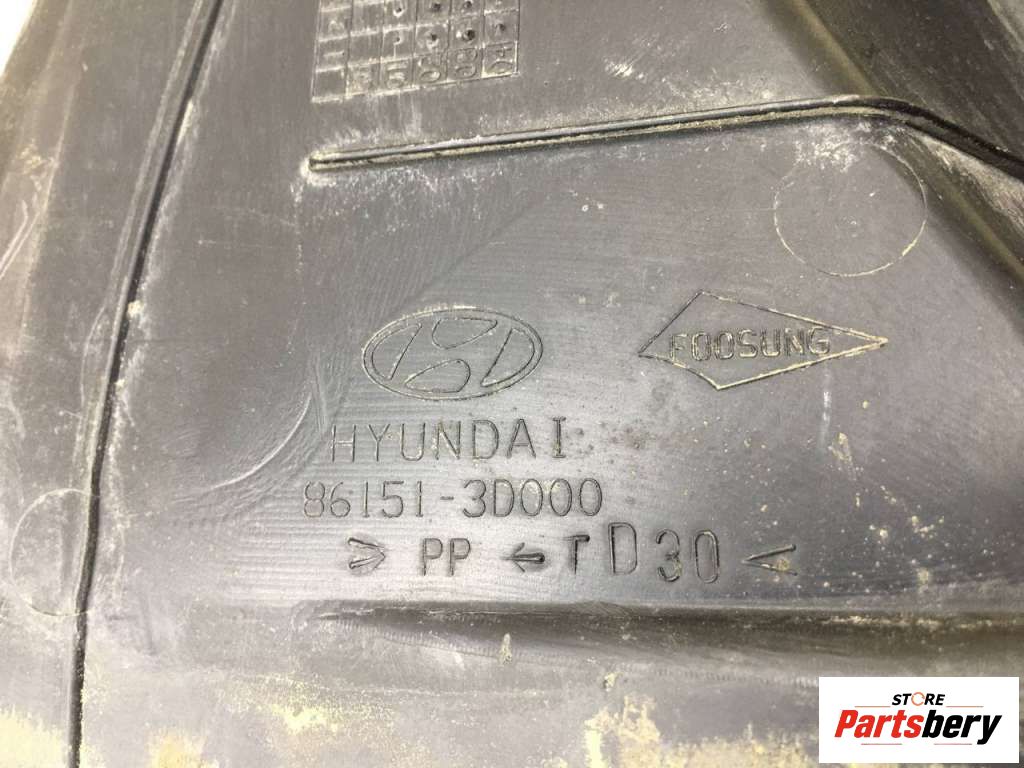 FOOSUNG
HYUNDAI
86151-3D000
> PP ← TD30 <
STORE
Partsbery